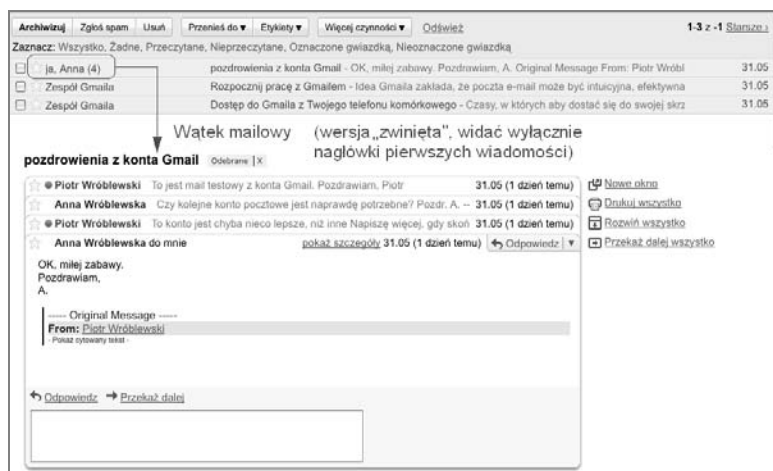 Archiwizuj Zgłoś spam Usuń Przenieś do ▾ Etykiety ▾ Więcej czynności ▾ Odśwież 1-3 z -1 Starsze ›
Zaznacz: Wszystko, Żadne, Przeczytane, Nieprzeczytane, Oznaczone gwiazdką, Nieoznaczone gwiazdką
ja, Anna (4) pozdrowienia z konta Gmail - OK, miłej zabawy. Pozdrawiam, A. Original Message From: Piotr Wróbl 31.05
Zespół Gmaila Rozpocznij pracę z Gmailem - Idea Gmaila zakłada, że poczta e-mail może być intuicyjna, efektywna 31.05
Zespół Gmaila Dostęp do Gmaila z Twojego telefonu komórkowego - Czasy, w których aby dostać się do swojej skrz 31.05
Wątek mailowy (wersja „zwinięta”, widać wyłącznie
nagłówki pierwszych wiadomości)
pozdrowienia z konta Gmail Odebrane | X
Piotr Wróblewski To jest mail testowy z konta Gmail. Pozdrawiam, Piotr 31.05 (1 dzień temu) Nowe okno
Anna Wróblewska Czy kolejne konto pocztowe jest naprawdę potrzebne? Pozdr. A. -- 31.05 (1 dzień temu) Drukuj wszystko
Piotr Wróblewski To konto jest chyba nieco lepsze, niż inne Napiszę więcej, gdy skoń 31.05 (1 dzień temu) Rozwiń wszystko
Anna Wróblewska do mnie pokaż szczegóły 31.05 (1 dzień temu) Odpowiedz ▾ Przekaż dalej wszystko
OK, miłej zabawy.
Pozdrawiam,
A.
----- Original Message -----
From: Piotr Wróblewski
- Pokaż cytowany tekst -
Odpowiedz Przekaż dalej